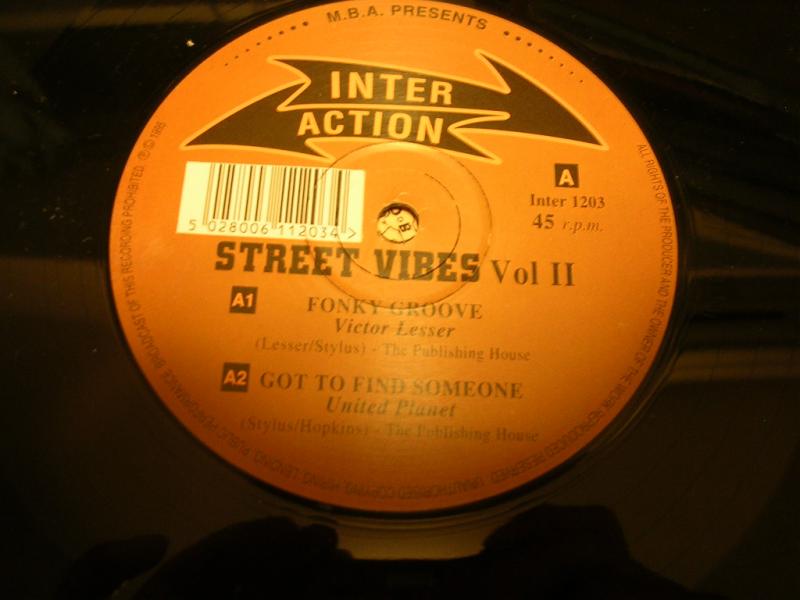 M.B.A. PRESENTS
INTER
ACTION
A
Inter 1203
45 r.p.m.
5 028006 112034 >
STREET VIBES Vol II
A1 FONKY GROOVE
Victor Lesser
(Lesser/Stylus) - The Publishing House
A2 GOT TO FIND SOMEONE
United Planet
(Stylus/Hopkins) - The Publishing House
ALL RIGHTS OF THE PRODUCER AND THE OWNER OF THE WORK REPRODUCED RESERVED. UNAUTHORISED COPYING, HIRING, LENDING, PUBLIC PERFORMANCE, BROADCAST OF THIS RECORDING PROHIBITED. ℗ ©